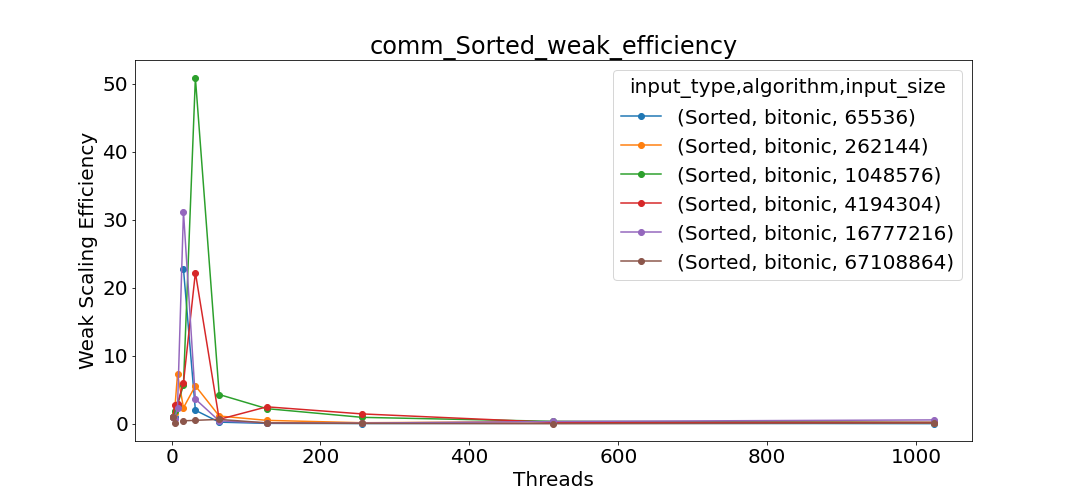 comm_Sorted_weak_efficiency
input_type,algorithm,input_size
(Sorted, bitonic, 65536)
(Sorted, bitonic, 262144)
(Sorted, bitonic, 1048576)
(Sorted, bitonic, 4194304)
(Sorted, bitonic, 16777216)
(Sorted, bitonic, 67108864)
Weak Scaling Efficiency
50
40
30
20
10
0
0 200 400 600 800 1000
Threads